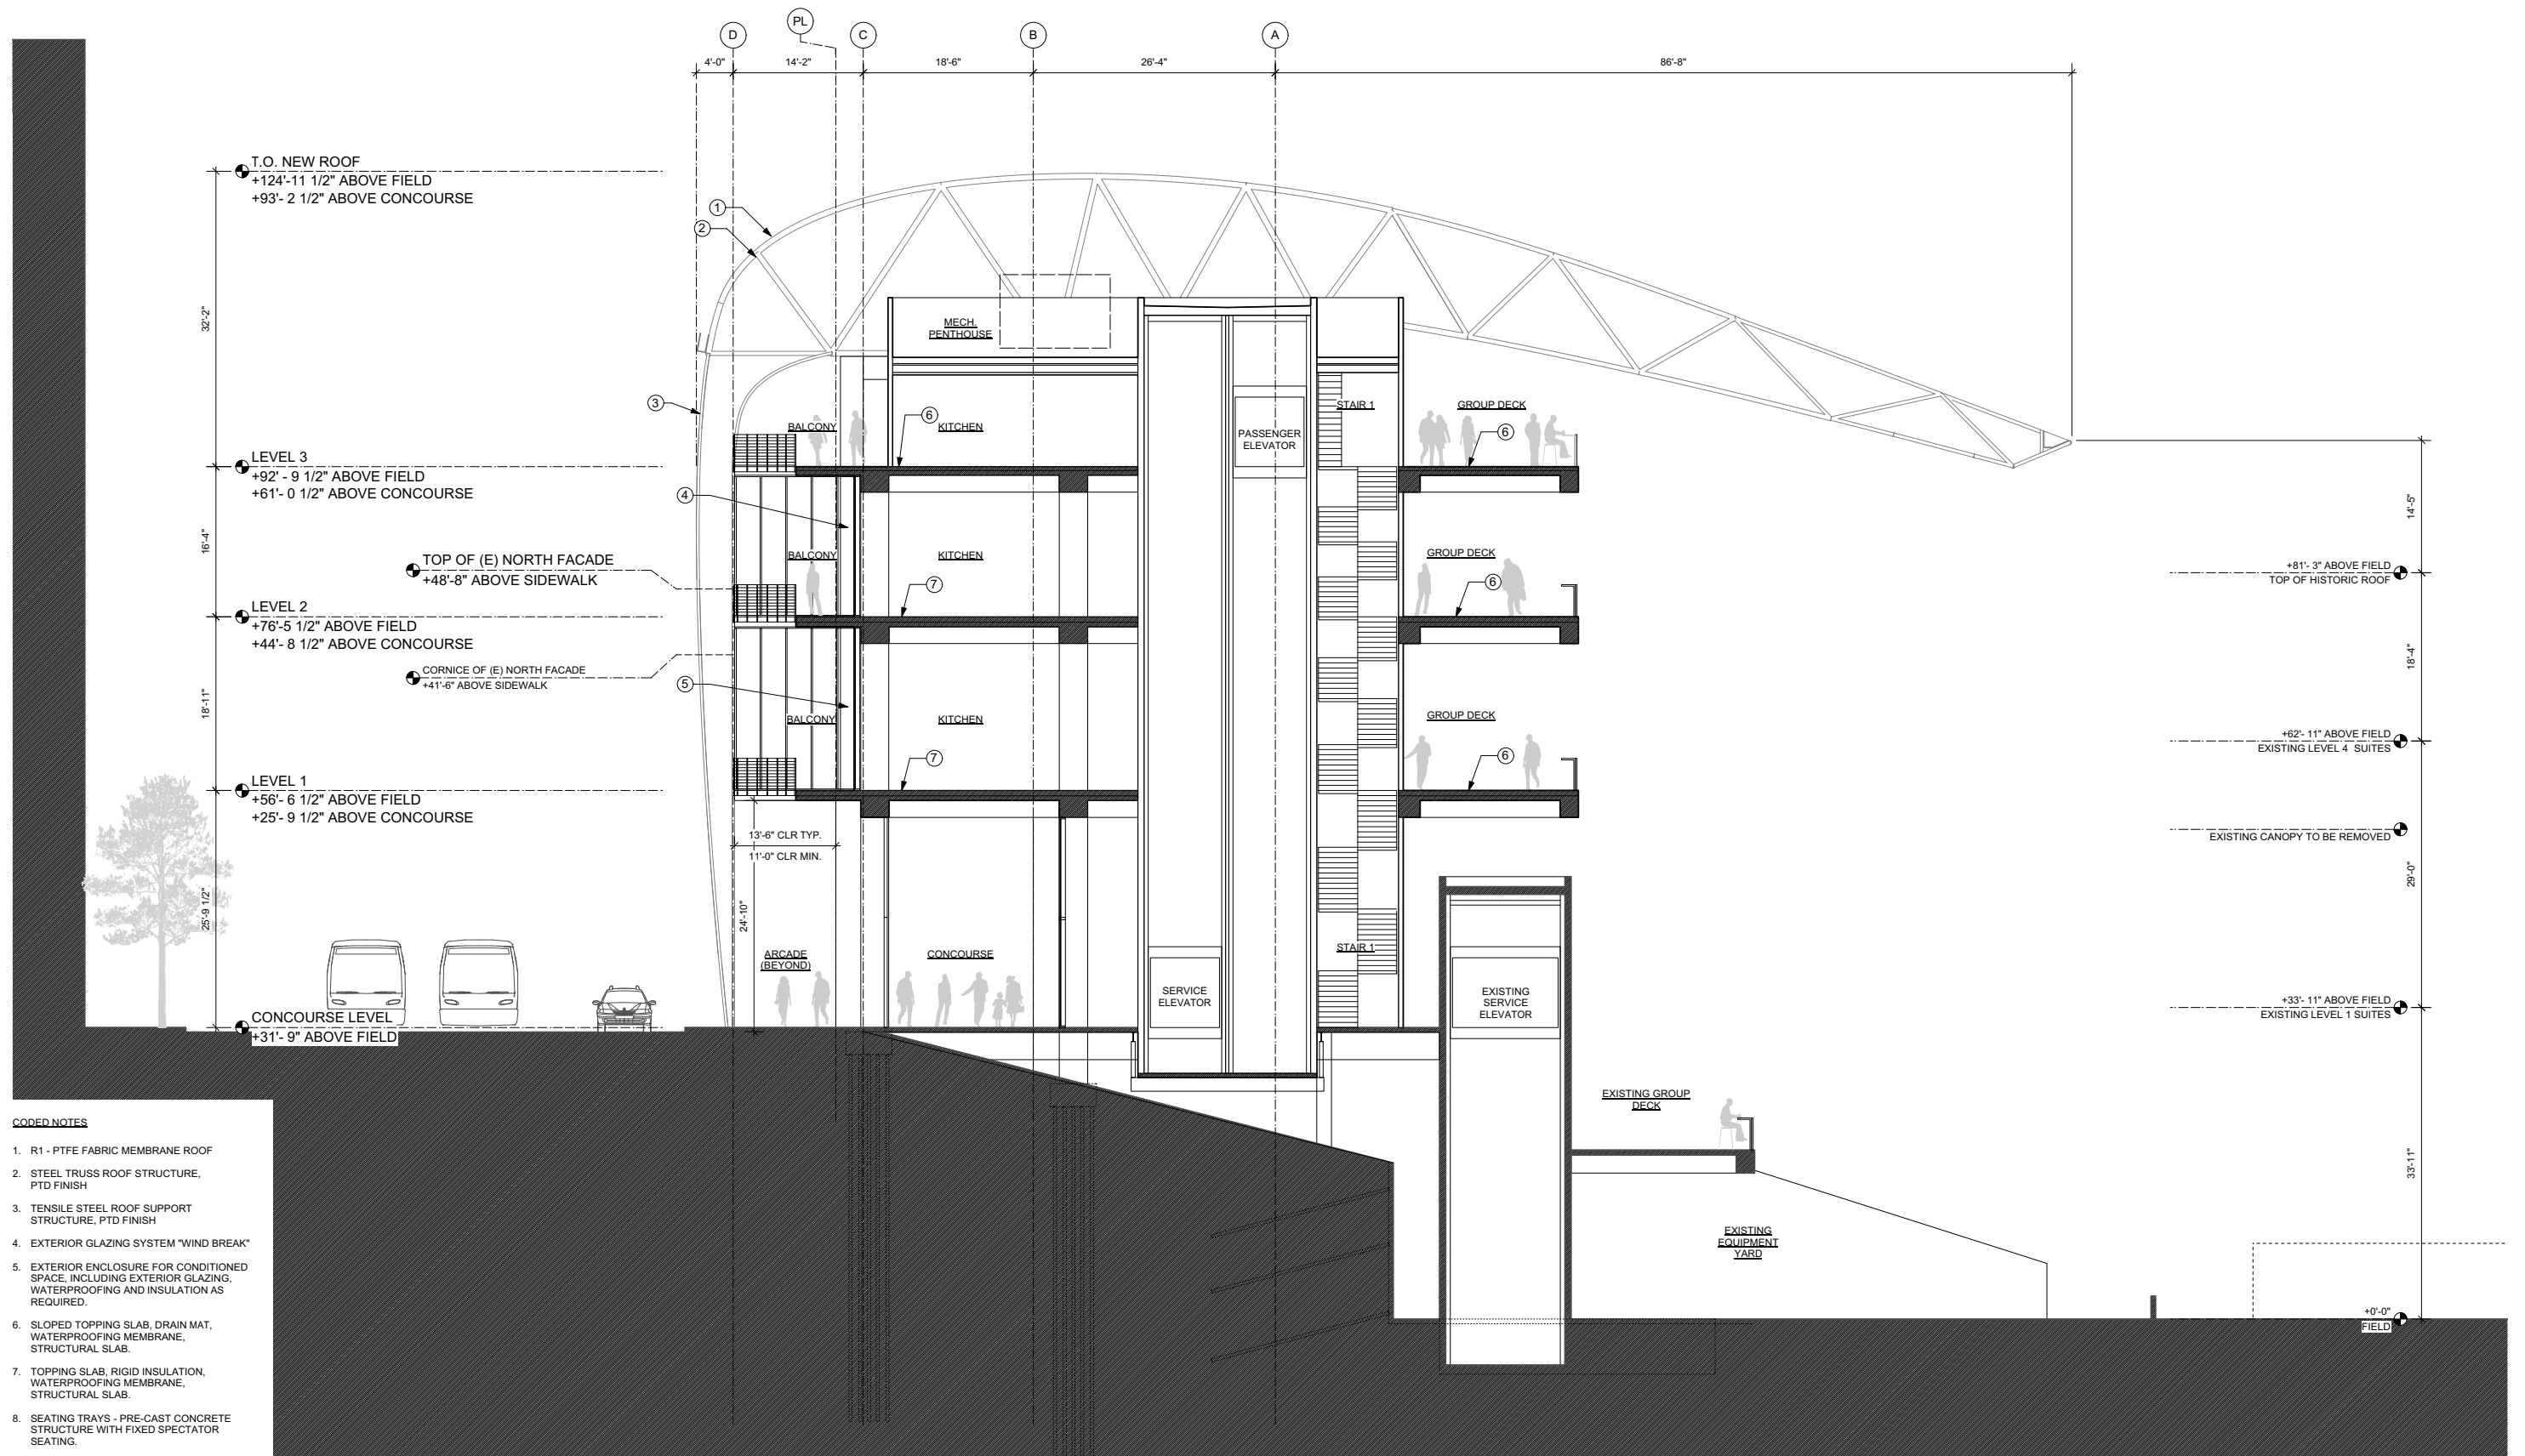 PL
D
C
B
A
4'-0"
14'-2"
18'-6"
26'-4"
86'-8"
T.O. NEW ROOF
+124'-11 1/2" ABOVE FIELD
+93'- 2 1/2" ABOVE CONCOURSE
1
2
32'-2"
MECH.
PENTHOUSE
3
BALCONY
6
KITCHEN
PASSENGER
ELEVATOR
STAIR 1
GROUP DECK
6
LEVEL 3
+92' - 9 1/2" ABOVE FIELD
+61'- 0 1/2" ABOVE CONCOURSE
4
14'-5"
16'-4"
TOP OF (E) NORTH FACADE
+48'-8" ABOVE SIDEWALK
BALCONY
KITCHEN
7
GROUP DECK
6
+81'- 3" ABOVE FIELD
TOP OF HISTORIC ROOF
LEVEL 2
+76'-5 1/2" ABOVE FIELD
+44'- 8 1/2" ABOVE CONCOURSE
18'-4"
CORNICE OF (E) NORTH FACADE
+41'-6" ABOVE SIDEWALK
5
18'-11"
BALCONY
KITCHEN
7
GROUP DECK
6
+62'- 11" ABOVE FIELD
EXISTING LEVEL 4 SUITES
LEVEL 1
+56'- 6 1/2" ABOVE FIELD
+25'- 9 1/2" ABOVE CONCOURSE
13'-6" CLR TYP.
11'-0" CLR MIN.
EXISTING CANOPY TO BE REMOVED
29'-0"
25'-9 1/2"
24'-10"
ARCADE
(BEYOND)
CONCOURSE
STAIR 1
SERVICE
ELEVATOR
EXISTING
SERVICE
ELEVATOR
+33'- 11" ABOVE FIELD
EXISTING LEVEL 1 SUITES
CONCOURSE LEVEL
+31'- 9" ABOVE FIELD
EXISTING GROUP
DECK
33'-11"
EXISTING
EQUIPMENT
YARD
+0'-0"
FIELD
CODED NOTES
1. R1 - PTFE FABRIC MEMBRANE ROOF
2. STEEL TRUSS ROOF STRUCTURE,
PTD FINISH
3. TENSILE STEEL ROOF SUPPORT
STRUCTURE, PTD FINISH
4. EXTERIOR GLAZING SYSTEM "WIND BREAK"
5. EXTERIOR ENCLOSURE FOR CONDITIONED
SPACE, INCLUDING EXTERIOR GLAZING,
WATERPROOFING AND INSULATION AS
REQUIRED.
6. SLOPED TOPPING SLAB, DRAIN MAT,
WATERPROOFING MEMBRANE,
STRUCTURAL SLAB.
7. TOPPING SLAB, RIGID INSULATION,
WATERPROOFING MEMBRANE,
STRUCTURAL SLAB.
8. SEATING TRAYS - PRE-CAST CONCRETE
STRUCTURE WITH FIXED SPECTATOR
SEATING.